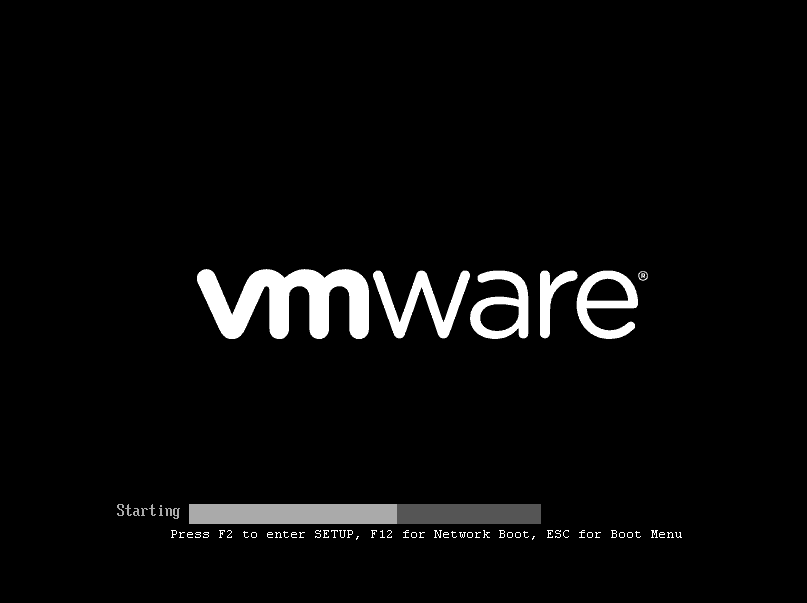 vmware®
Starting
Press F2 to enter SETUP, F12 for Network Boot, ESC for Boot Menu